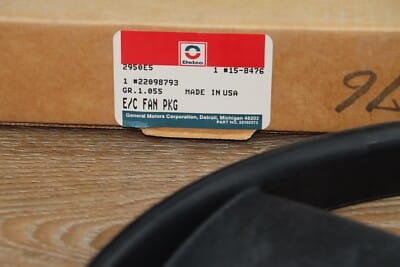 Delco
2950E5 1 #15-8476
1 #22098793
GR.1.055 MADE IN USA
E/C FAN PKG
General Motors Corporation, Detroit, Michigan 48202